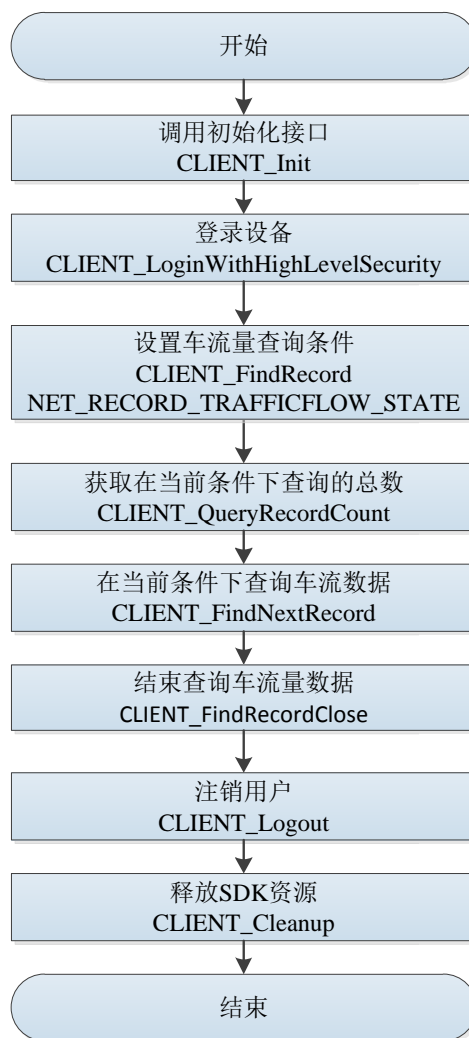 开始
调用初始化接口
CLIENT_Init
登录设备
CLIENT_LoginWithHighLevelSecurity
设置车流量查询条件
CLIENT_FindRecord
NET_RECORD_TRAFFICFLOW_STATE
获取在当前条件下查询的总数
CLIENT_QueryRecordCount
在当前条件下查询车流数据
CLIENT_FindNextRecord
结束查询车流量数据
CLIENT_FindRecordClose
注销用户
CLIENT_Logout
释放SDK资源
CLIENT_Cleanup
结束